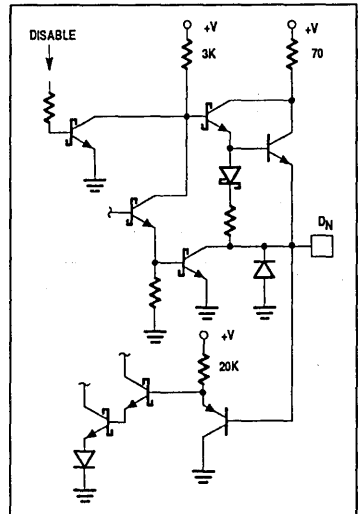 DISABLE
+V
+V
3K
70
DN
+V
20K